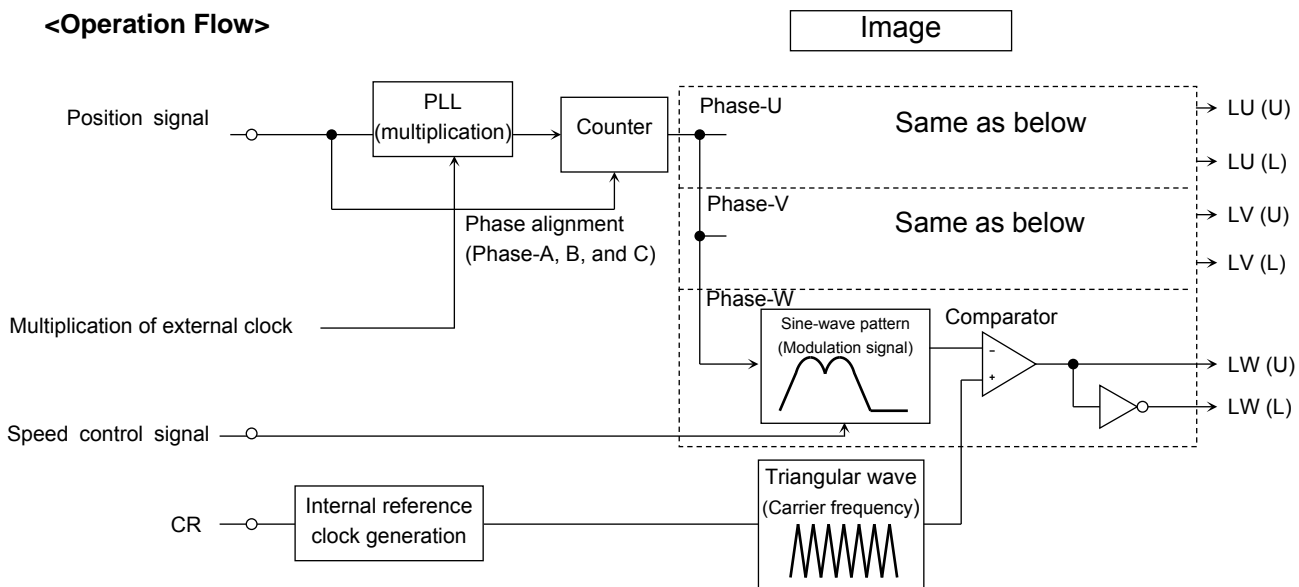 <Operation Flow>
Image
Position signal
PLL
(multiplication)
Counter
Phase-U
Same as below
LU (U)
LU (L)
Phase alignment
(Phase-A, B, and C)
Phase-V
Same as below
LV (U)
LV (L)
Multiplication of external clock
Phase-W
Sine-wave pattern
(Modulation signal)
Comparator
-
+
LW (U)
LW (L)
Speed control signal
CR
Internal reference
clock generation
Triangular wave
(Carrier frequency)